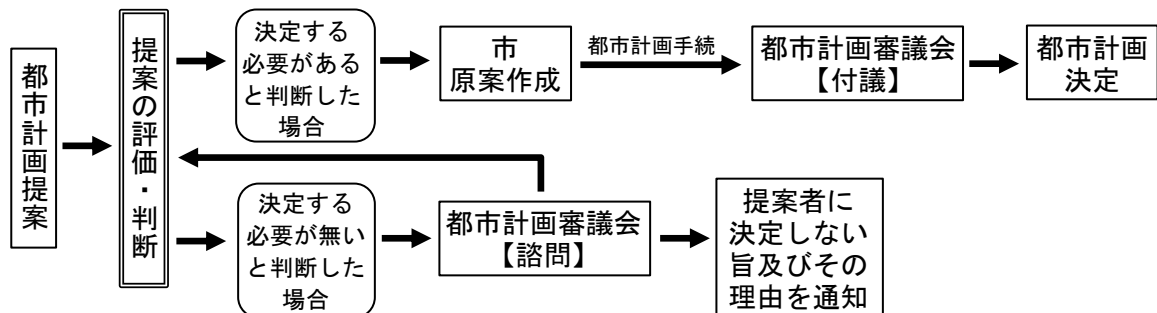 都市計画提案
提案の評価・判断
決定する
必要がある
と判断した
場合
市
原案作成
都市計画手続
都市計画審議会
【付議】
都市計画
決定
決定する
必要が無い
と判断した
場合
都市計画審議会
【諮問】
提案者に
決定しない
旨及びその
理由を通知